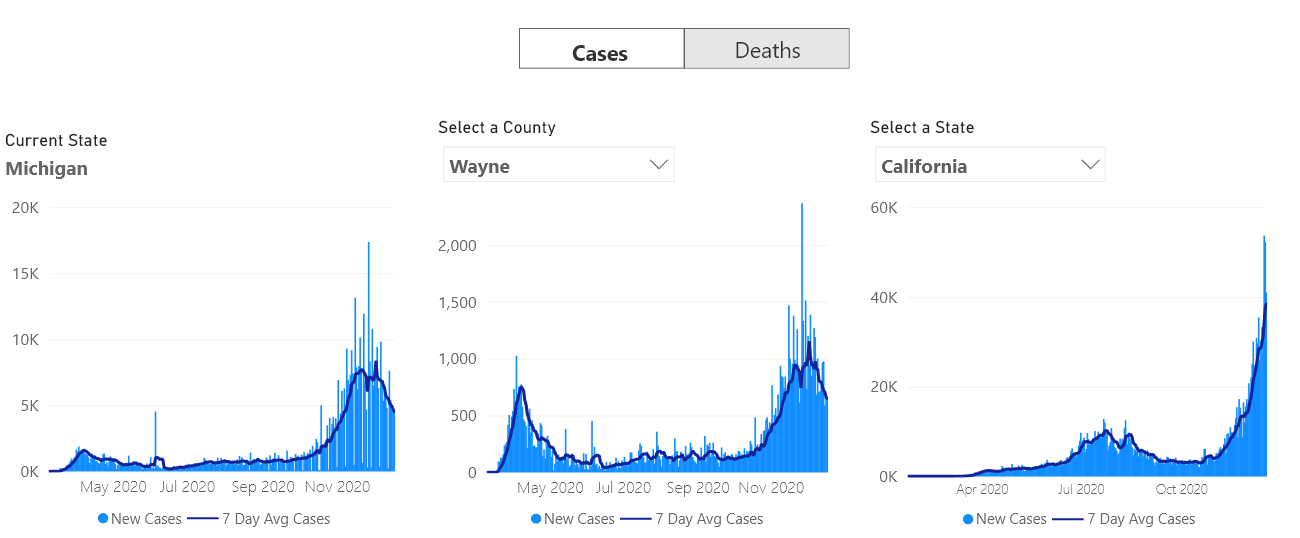 Cases
Deaths
Current State
Michigan
20K
15K
10K
5K
0K
May 2020 Jul 2020 Sep 2020 Nov 2020
New Cases 7 Day Avg Cases
Select a County
Wayne
2,000
1,500
1,000
500
0
May 2020 Jul 2020 Sep 2020 Nov 2020
New Cases 7 Day Avg Cases
Select a State
California
60K
40K
20K
0K
Apr 2020 Jul 2020 Oct 2020
New Cases 7 Day Avg Cases